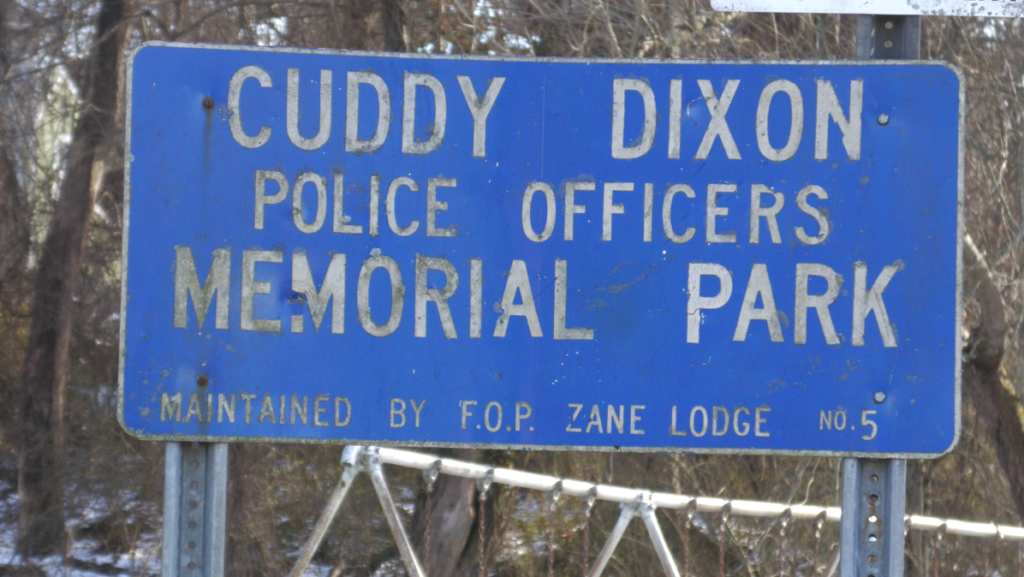 CUDDY DIXON
POLICE OFFICERS
MEMORIAL PARK
MAINTAINED BY F.O.P. ZANE LODGE NO. 5